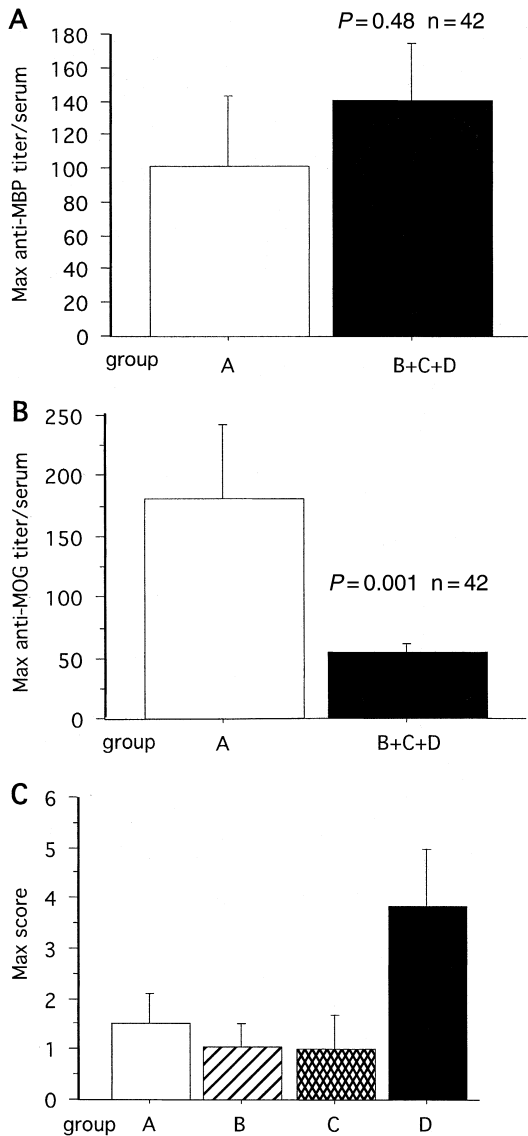 A
P=0.48 n=42
Max anti-MBP titer/serum
180
160
140
120
100
80
60
40
20
0
group A B+C+D
B
Max anti-MOG titer/serum
250
200
150
100
50
0
P=0.001 n=42
group A B+C+D
C
Max score
6
5
4
3
2
1
0
group A B C D